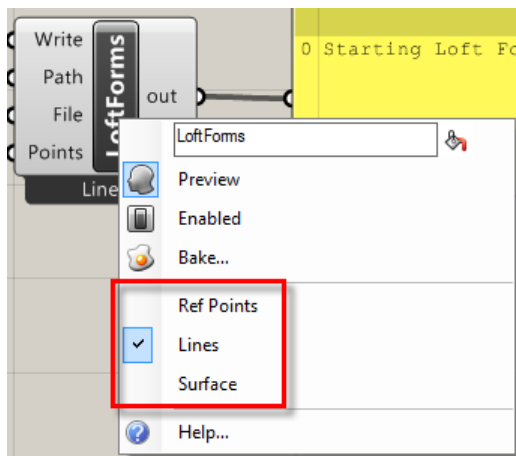 Write
Path
File
Points
LoftForms
out
Line
0 Starting Loft Fo
LoftForms
Preview
Enabled
Bake...
Ref Points
Lines
Surface
Help...